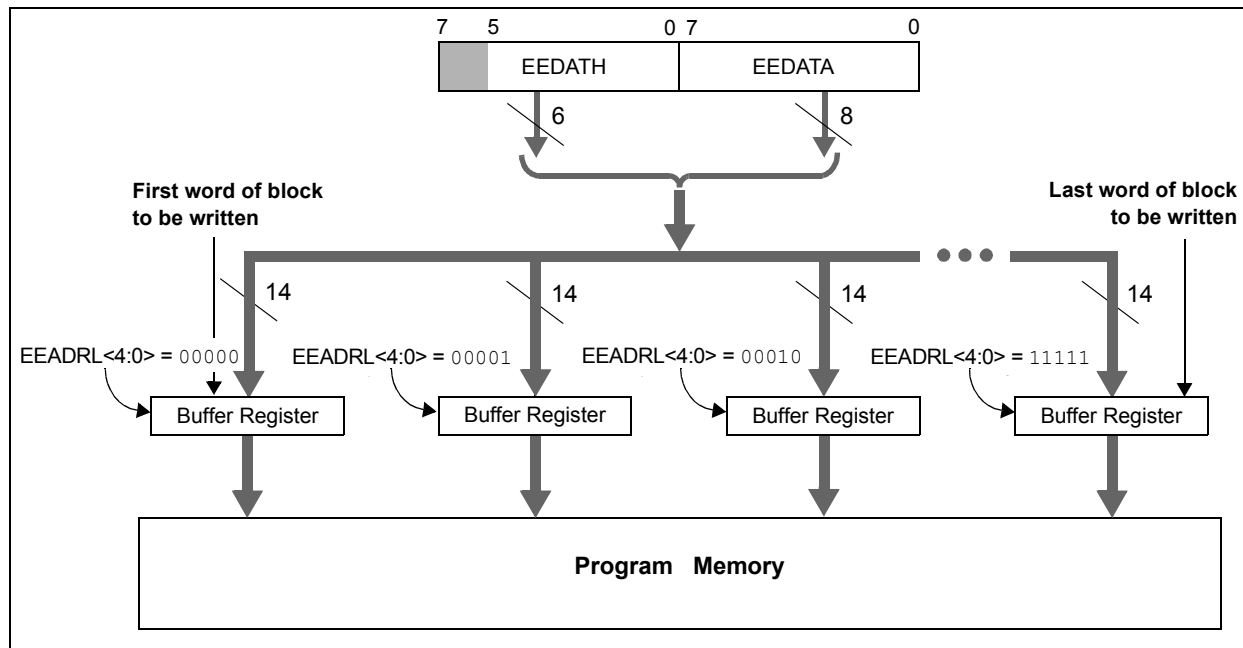 7 5 0 7 0
EEDATH EEDATA
6 8
First word of block
to be written
Last word of block
to be written
14 14 14 14
EEADRL<4:0> = 00000 EEADRL<4:0> = 00001 EEADRL<4:0> = 00010 EEADRL<4:0> = 11111
Buffer Register Buffer Register Buffer Register Buffer Register
Program Memory